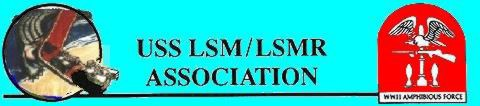 USS LSM/LSMR
ASSOCIATION
WWII AMPHIBIOUS FORCE